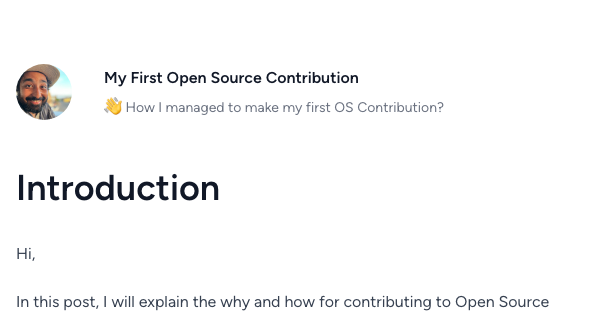 My First Open Source Contribution
👋 How I managed to make my first OS Contribution?
Introduction
Hi,
In this post, I will explain the why and how for contributing to Open Source